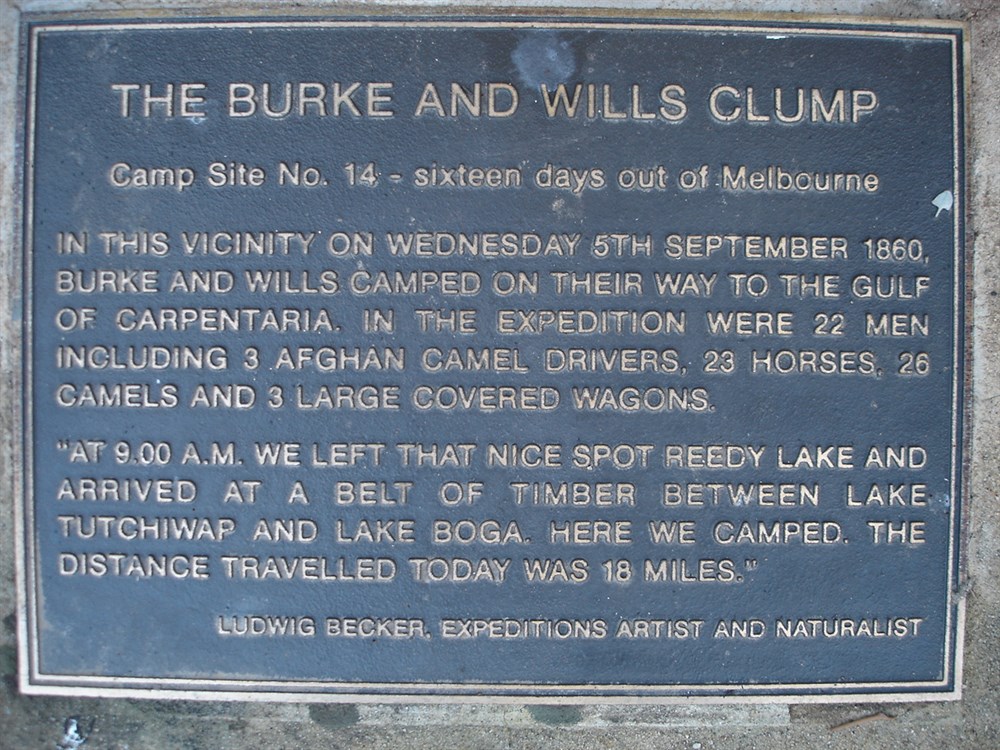 THE BURKE AND WILLS CLUMP
Camp Site No. 14 - sixteen days out of Melbourne
IN THIS VICINITY ON WEDNESDAY 5TH SEPTEMBER 1860,
BURKE AND WILLS CAMPED ON THEIR WAY TO THE GULF
OF CARPENTARIA. IN THE EXPEDITION WERE 22 MEN
INCLUDING 3 AFGHAN CAMEL DRIVERS, 23 HORSES, 26
CAMELS AND 3 LARGE COVERED WAGONS.
"AT 9.00 A.M. WE LEFT THAT NICE SPOT REEDY LAKE AND
ARRIVED AT A BELT OF TIMBER BETWEEN LAKE
TUTCHIWAP AND LAKE BOGA. HERE WE CAMPED. THE
DISTANCE TRAVELLED TODAY WAS 18 MILES."
LUDWIG BECKER, EXPEDITIONS ARTIST AND NATURALIST